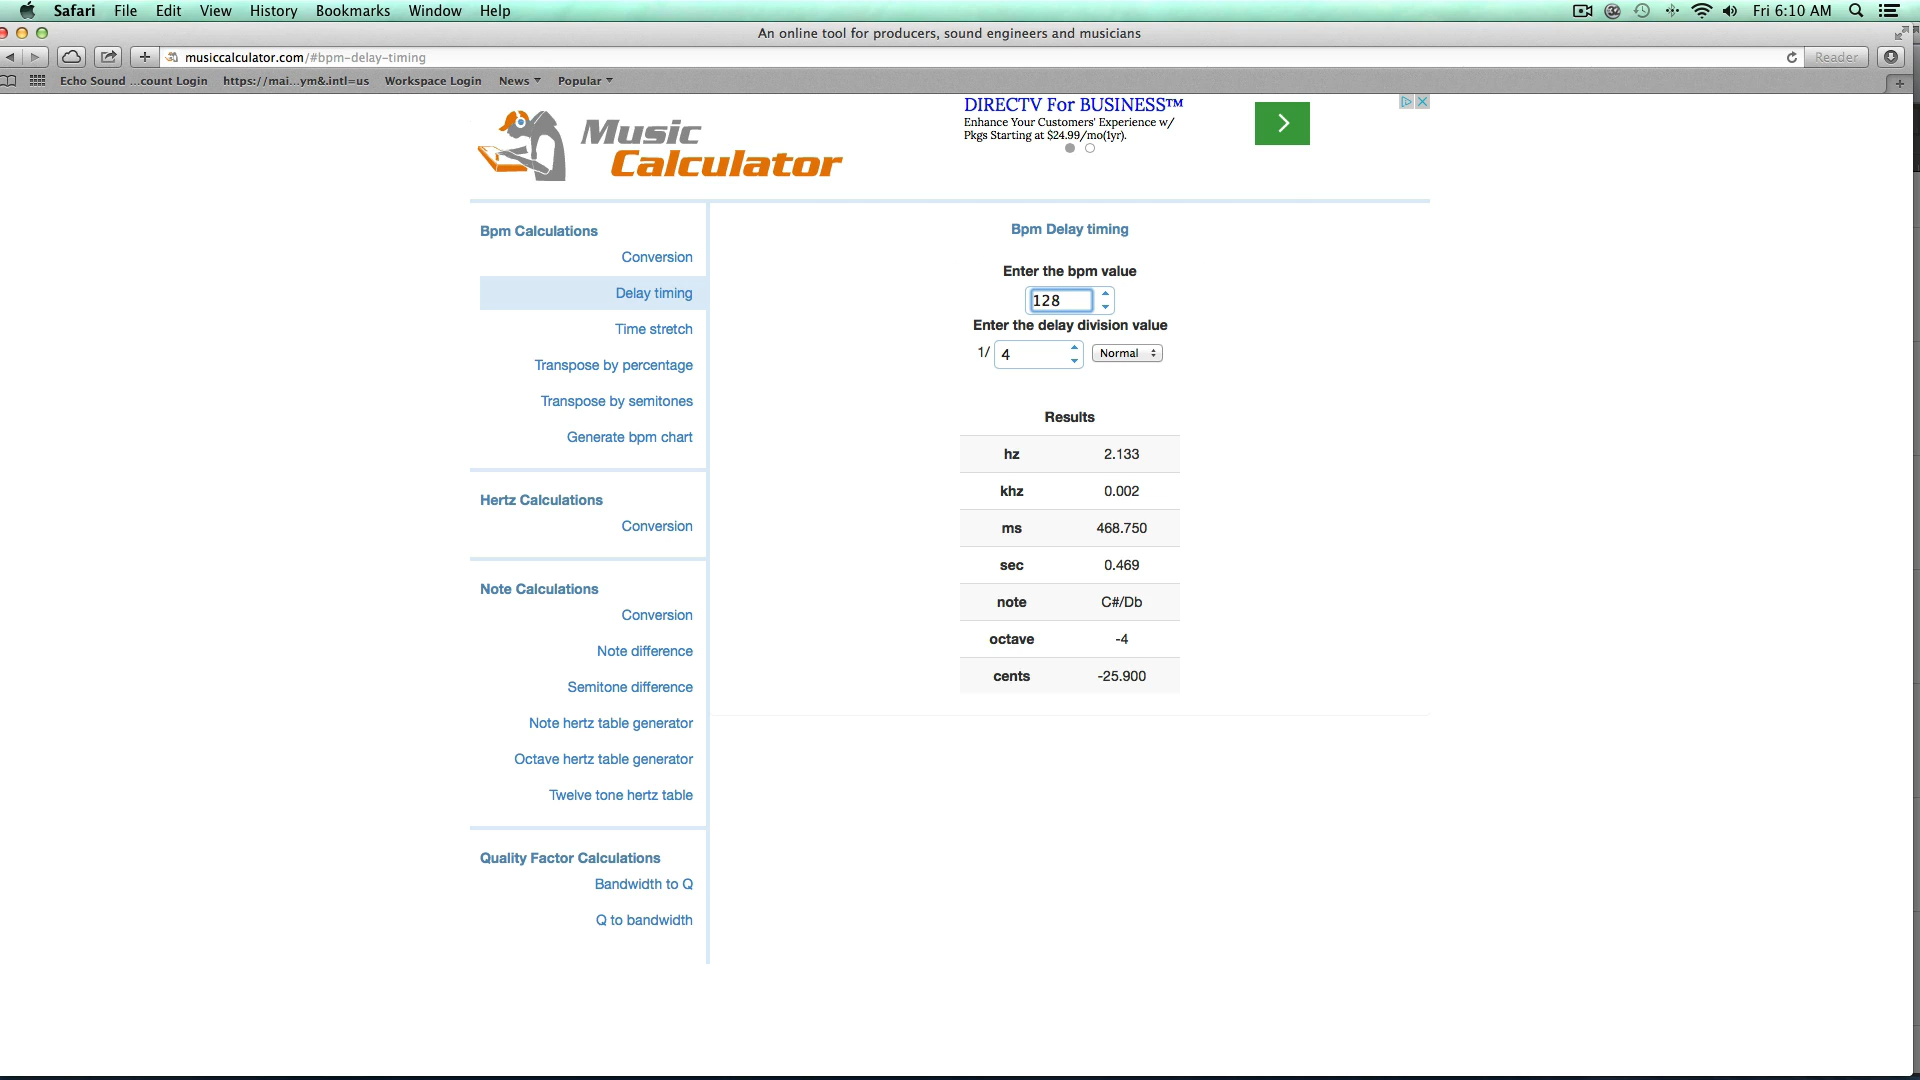 Safari File Edit View History Bookmarks Window Help Fri 6:10 AM
An online tool for producers, sound engineers and musicians
musiccalculator.com/#bpm-delay-timing Reader
Echo Sound ...count Login https://mai...ym&.intl=us Workspace Login News Popular
Music
Calculator
DIRECTV For BUSINESS™
Enhance Your Customers' Experience w/
Pkgs Starting at $24.99/mo(1yr).
Bpm Calculations
Conversion
Delay timing
Time stretch
Transpose by percentage
Transpose by semitones
Generate bpm chart
Hertz Calculations
Conversion
Note Calculations
Conversion
Note difference
Semitone difference
Note hertz table generator
Octave hertz table generator
Twelve tone hertz table
Quality Factor Calculations
Bandwidth to Q
Q to bandwidth
Bpm Delay timing
Enter the bpm value
128
Enter the delay division value
1/ 4 Normal
Results
hz 2.133
khz 0.002
ms 468.750
sec 0.469
note C#/Db
octave -4
cents -25.900